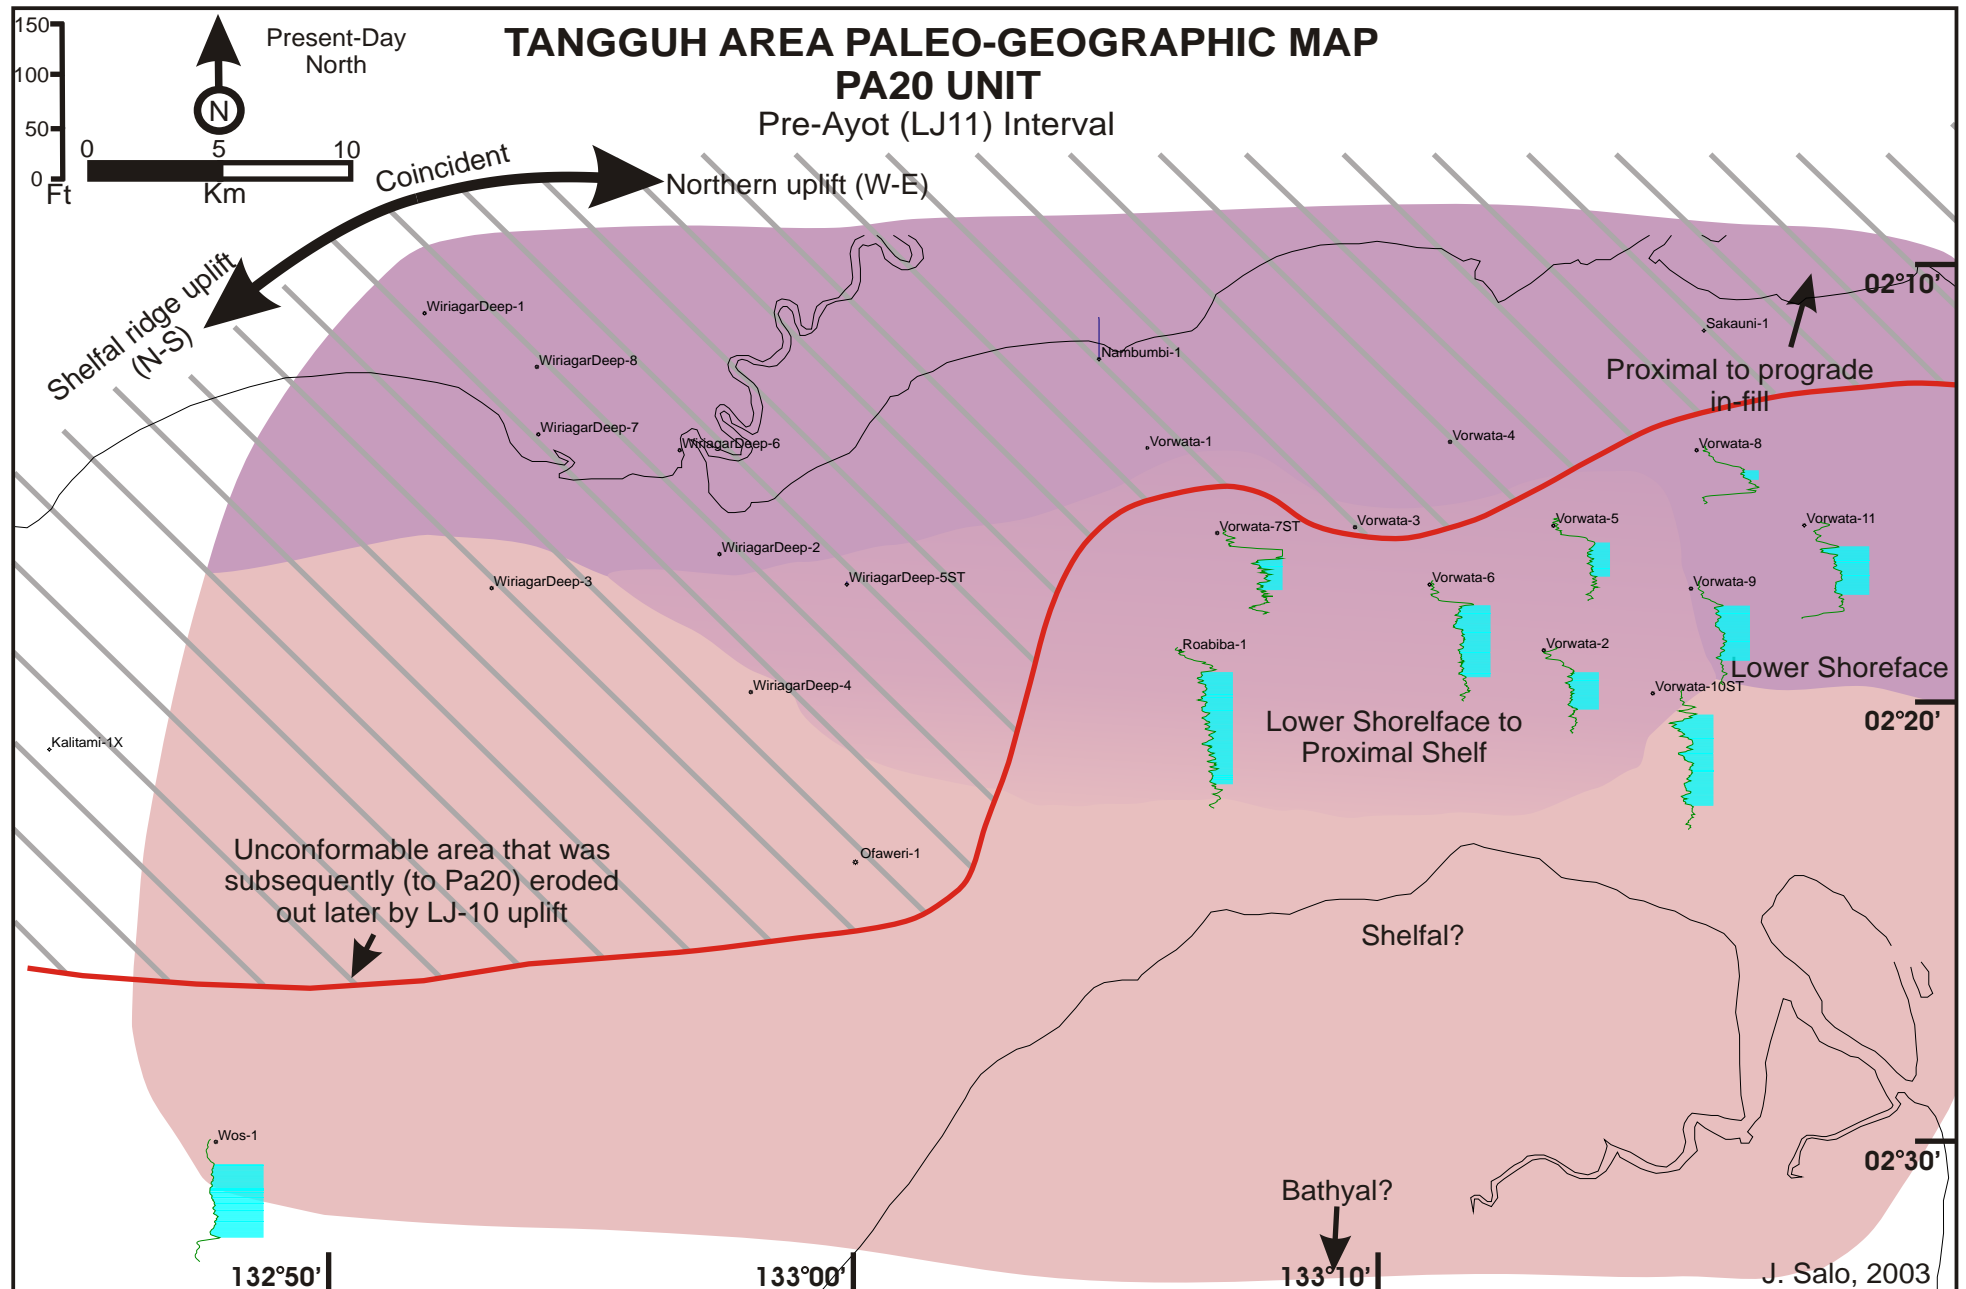 TANGGUH AREA PALEO-GEOGRAPHIC MAP
PA20 UNIT
Pre-Ayot (LJ11) Interval
150
100
50
0
Ft
Present-Day
North
N
0 5 10
Km
Coincident
Northern uplift (W-E)
Shelfal ridge uplift
(N-S)
02°10'
WiriagarDeep-1
Sakauni-1
Nambumbi-1
WiriagarDeep-8
Proximal to prograde
in-fill
WiriagarDeep-7
WiriagarDeep-6
Vorwata-1
Vorwata-4
Vorwata-8
Vorwata-7ST
Vorwata-3
Vorwata-5
Vorwata-11
WiriagarDeep-2
WiriagarDeep-3
WiriagarDeep-5ST
Vorwata-6
Vorwata-9
Roabiba-1
Vorwata-2
Lower Shoreface
WiriagarDeep-4
Vorwata-10ST
02°20'
Lower Shorelface to
Proximal Shelf
Kalitami-1X
Ofaweri-1
Unconformable area that was
subsequently (to Pa20) eroded
out later by LJ-10 uplift
Shelfal?
Wos-1
02°30'
Bathyal?
132°50'
133°00'
133°10'
J. Salo, 2003